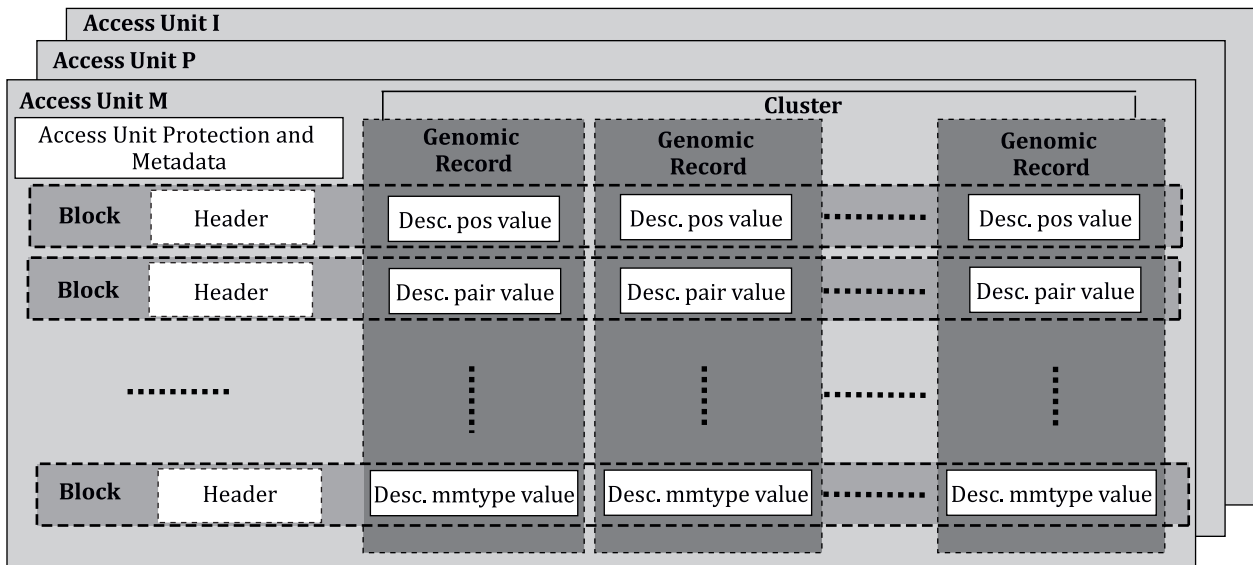 Access Unit I
Access Unit P
Access Unit M
Cluster
Access Unit Protection and
Metadata
Genomic
Record
Genomic
Record
Genomic
Record
Block
Header
Desc. pos value
Desc. pos value
Desc. pos value
Block
Header
Desc. pair value
Desc. pair value
Desc. pair value
Block
Header
Desc. mmtype value
Desc. mmtype value
Desc. mmtype value